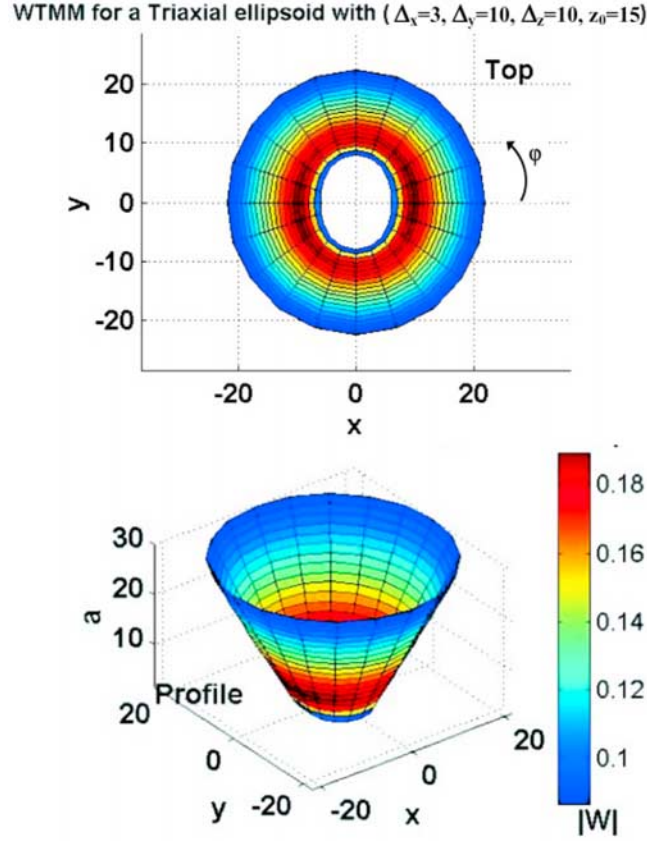 WTMM for a Triaxial ellipsoid with (Δx=3, Δy=10, Δz=10, z0=15)
Top
20
10
0
-10
-20
y
φ
-20
0
20
x
30
20
10
a
Profile
20
0
-20
y
-20
0
20
x
0.18
0.16
0.14
0.12
0.1
|W|